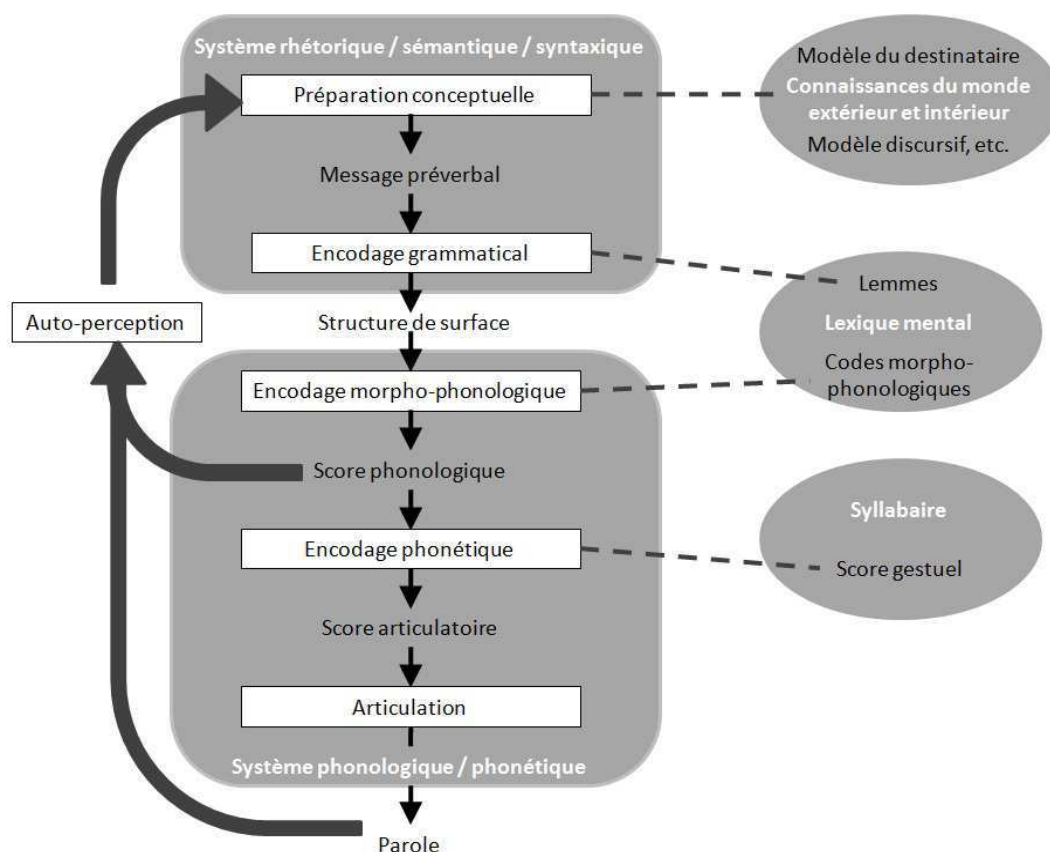 Système rhétorique / sémantique / syntaxique
Préparation conceptuelle
Message préverbal
Encodage grammatical
Structure de surface
Auto-perception
Encodage morpho-phonologique
Score phonologique
Encodage phonétique
Score articulatoire
Articulation
Système phonologique / phonétique
Parole
Modèle du destinataire
Connaissances du monde
extérieur et intérieur
Modèle discursif, etc.
Lemmes
Lexique mental
Codes morpho-
phonologiques
Syllabaire
Score gestuel